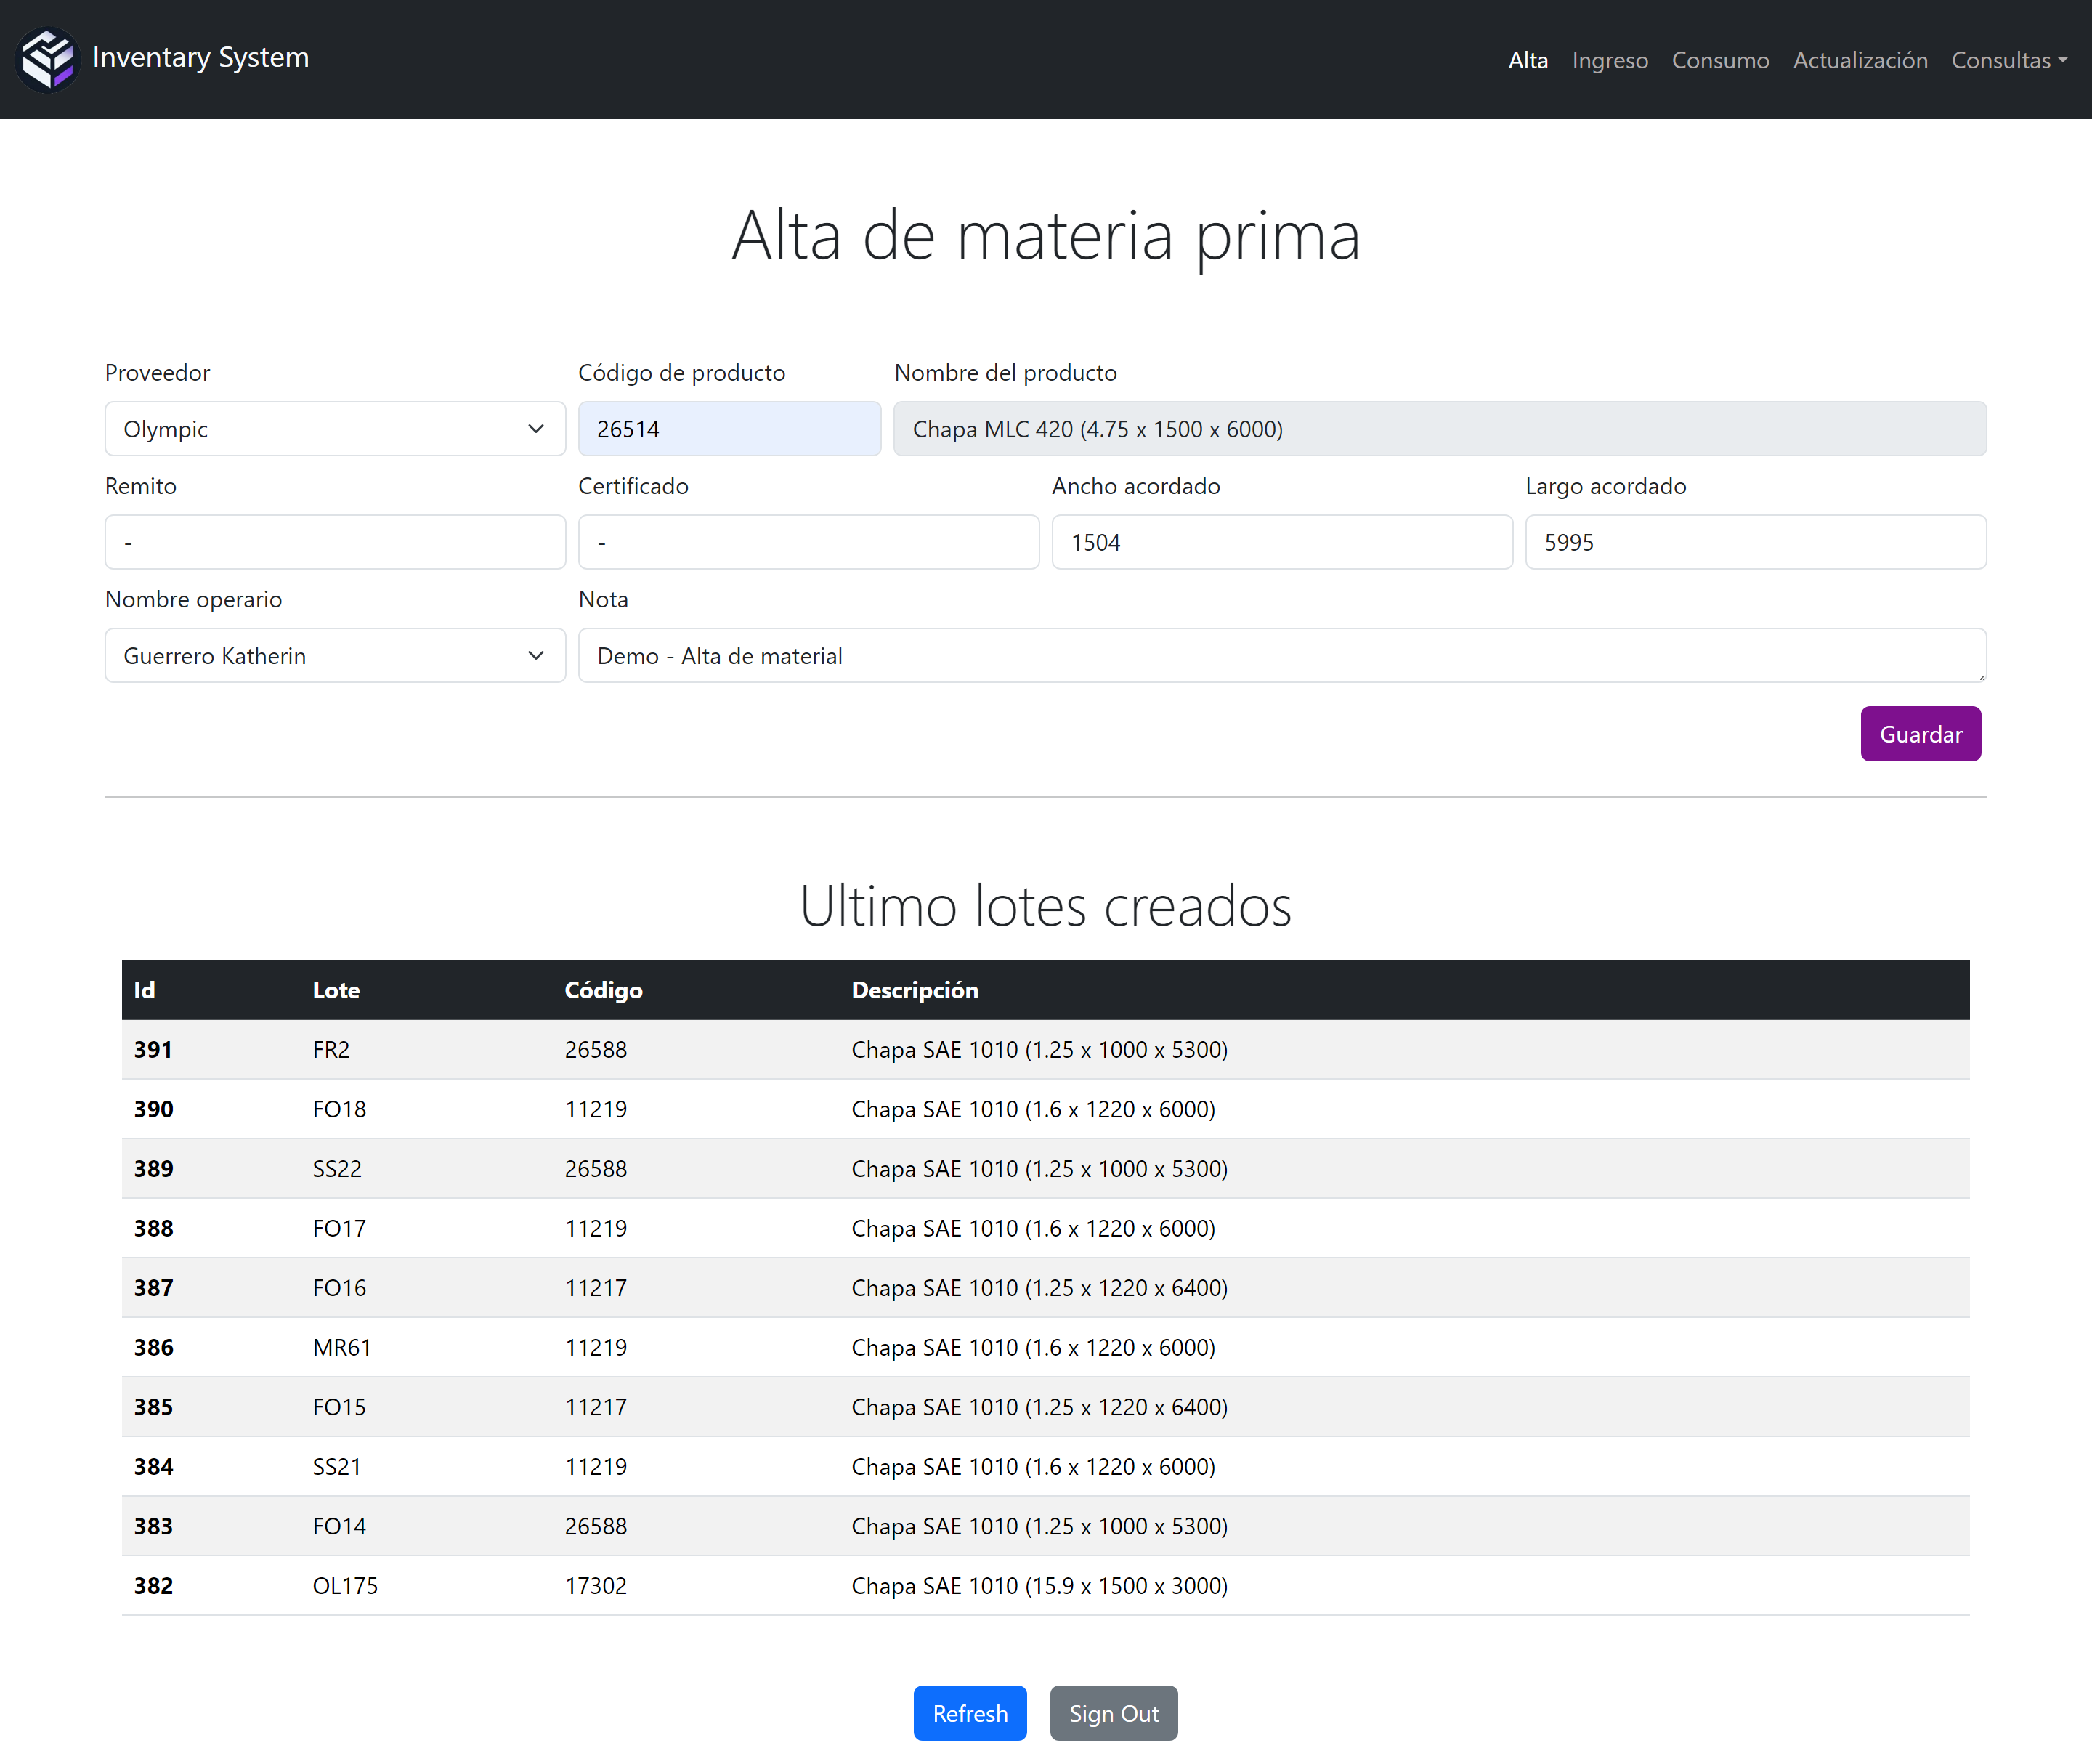 Inventary System
Alta Ingreso Consumo Actualización Consultas
Alta de materia prima
Proveedor Código de producto Nombre del producto
Olympic 26514 Chapa MLC 420 (4.75 x 1500 x 6000)
Remito Certificado Ancho acordado Largo acordado
- - 1504 5995
Nombre operario Nota
Guerrero Katherin Demo - Alta de material
Guardar
Ultimo lotes creados
Id Lote Código Descripción
391 FR2 26588 Chapa SAE 1010 (1.25 x 1000 x 5300)
390 FO18 11219 Chapa SAE 1010 (1.6 x 1220 x 6000)
389 SS22 26588 Chapa SAE 1010 (1.25 x 1000 x 5300)
388 FO17 11219 Chapa SAE 1010 (1.6 x 1220 x 6000)
387 FO16 11217 Chapa SAE 1010 (1.25 x 1220 x 6400)
386 MR61 11219 Chapa SAE 1010 (1.6 x 1220 x 6000)
385 FO15 11217 Chapa SAE 1010 (1.25 x 1220 x 6400)
384 SS21 11219 Chapa SAE 1010 (1.6 x 1220 x 6000)
383 FO14 26588 Chapa SAE 1010 (1.25 x 1000 x 5300)
382 OL175 17302 Chapa SAE 1010 (15.9 x 1500 x 3000)
Refresh Sign Out